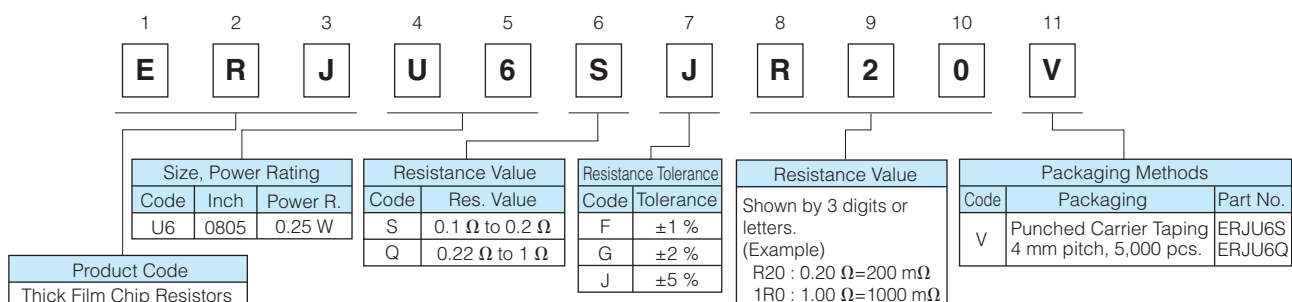 1 2 3 4 5 6 7 8 9 10 11
E R J U 6 S J R 2 0 V
Size, Power Rating
Code Inch Power R.
U6 0805 0.25 W
Resistance Value
Code Res. Value
S 0.1 Ω to 0.2 Ω
Q 0.22 Ω to 1 Ω
Resistance Tolerance
Code Tolerance
F ±1 %
G ±2 %
J ±5 %
Resistance Value
Shown by 3 digits or
letters.
(Example)
R20 : 0.20 Ω=200 mΩ
1R0 : 1.00 Ω=1000 mΩ
Packaging Methods
Code Packaging Part No.
V Punched Carrier Taping ERJU6S
4 mm pitch, 5,000 pcs. ERJU6Q
Product Code
Thick Film Chip Resistors